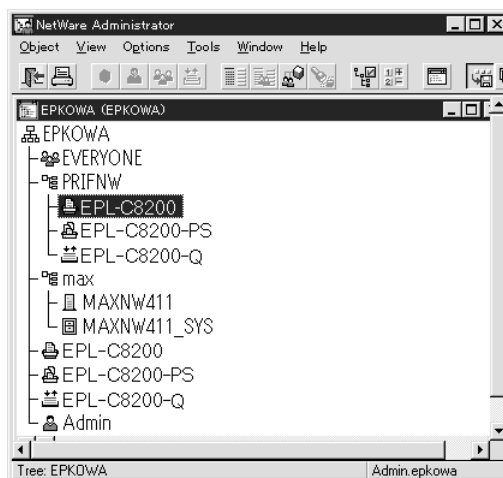 NetWare Administrator
Object View Options Tools Window Help
EPKOWA (EPKOWA)
EPKOWA
EVERYONE
PRIFNW
EPL-C8200
EPL-C8200-PS
EPL-C8200-Q
max
MAXNW411
MAXNW411_SYS
EPL-C8200
EPL-C8200-PS
EPL-C8200-Q
Admin
Tree: EPKOWA Admin.epkowa